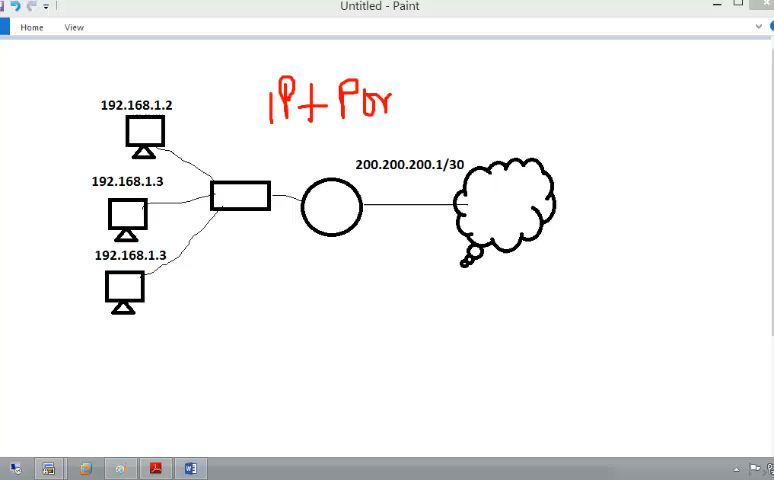 Untitled - Paint
Home View
IP+ Por
192.168.1.2
200.200.200.1/30
192.168.1.3
192.168.1.3